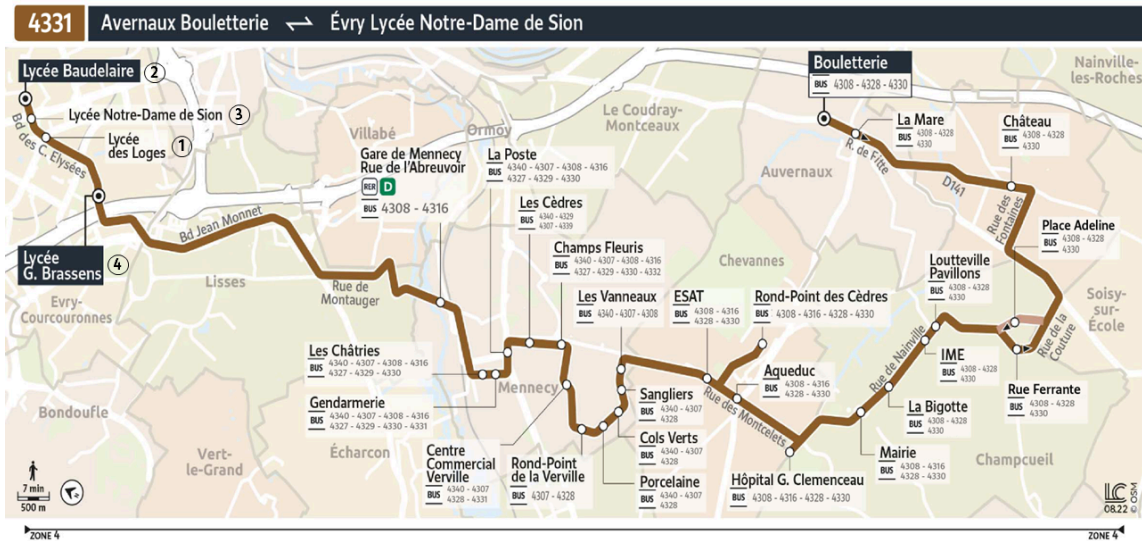 4331 Avernaux Bouletterie Évry Lycée Notre-Dame de Sion
Lycée Baudelaire 2
Lycée Notre-Dame de Sion 3
Lycée
des Loges 1
Bd des C. Elysées
Lycée
G. Brassens 4
Bd Jean Monnet
Evry-
Courcouronnes
Lisses
Bondoufle
Vert-
le-Grand
Écharcon
Rue de
Montauger
Villabé
Ormoy
Le Coudray-
Montceaux
Auvernaux
Nainville-
les-Roches
Chevannes
Soisy-
sur-
École
Champcueil
Mennecy
Gare de Mennecy
Rue de l'Abreuvoir
RER D
BUS 4308 - 4316
La Poste
BUS 4340 - 4307 - 4308 - 4316
4327 - 4329 - 4330
Les Cèdres
BUS 4340 - 4329
4307 - 4339
Champs Fleuris
BUS 4340 - 4307 - 4308 - 4316
4327 - 4329 - 4330 - 4332
Les Vanneaux
BUS 4340 - 4307 - 4308
ESAT
BUS 4308 - 4316
4328 - 4330
Rond-Point des Cèdres
BUS 4308 - 4316 - 4328 - 4330
Bouletterie
BUS 4308 - 4328 - 4330
La Mare
BUS 4308 - 4328
4330
R. de Fitte
D141
Château
BUS 4308 - 4328
4330
Rue des
Fontaines
Place Adeline
BUS 4308 - 4328
4330
Loutteville
Pavillons
BUS 4308 - 4328
4330
Rue de la
Couture
Rue de Nainville
IME
BUS 4308 - 4328
4330
Rue Ferrante
BUS 4308 - 4328
4330
La Bigotte
BUS 4308 - 4328
4330
Mairie
BUS 4308 - 4316
4328 - 4330
Aqueduc
BUS 4308 - 4316
4328 - 4330
Rue des Montcelets
Hôpital G. Clemenceau
BUS 4308 - 4316 - 4328 - 4330
Les Châtries
BUS 4340 - 4307 - 4308 - 4316
4327 - 4329 - 4330
Gendarmerie
BUS 4340 - 4307 - 4308 - 4316
4327 - 4329 - 4330 - 4331
Centre
Commercial
Verville
BUS 4340 - 4307
4328 - 4331
Rond-Point
de la Verville
BUS 4307 - 4328
Sangliers
BUS 4340 - 4307
4328
Cols Verts
BUS 4340 - 4307
4328
Porcelaine
BUS 4340 - 4307
4328
7 min
500 m
LC
08.22
© OSM
ZONE 4
ZONE 4